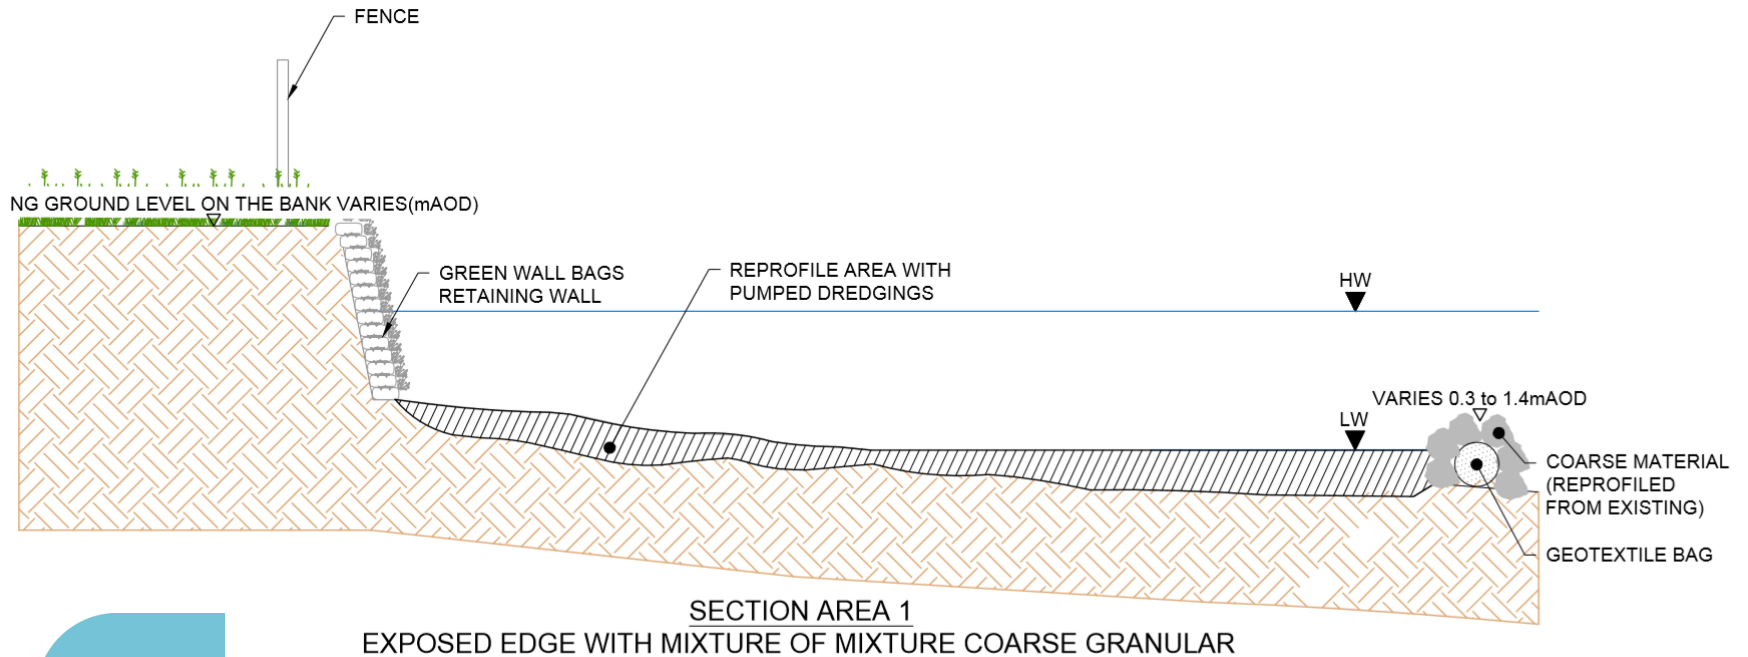 FENCE
NG GROUND LEVEL ON THE BANK VARIES(mAOD)
GREEN WALL BAGS
RETAINING WALL
REPROFILE AREA WITH
PUMPED DREDGINGS
HW
VARIES 0.3 to 1.4mAOD
LW
COARSE MATERIAL
(REPROFILED
FROM EXISTING)
GEOTEXTILE BAG
SECTION AREA 1
EXPOSED EDGE WITH MIXTURE OF MIXTURE COARSE GRANULAR